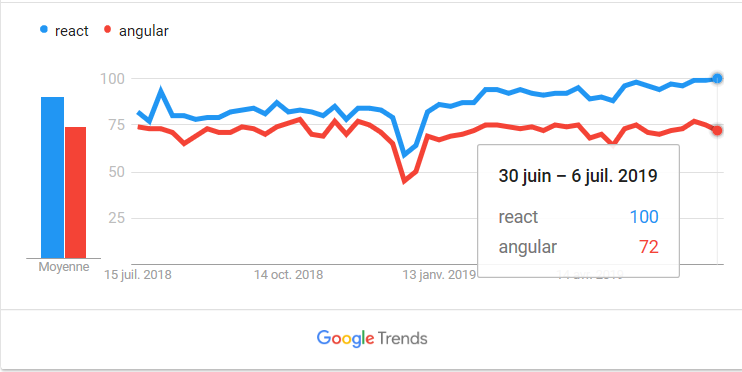 react angular
100
75
50
25
30 juin – 6 juil. 2019
react 100
angular 72
Moyenne
15 juil. 2018 14 oct. 2018 13 janv. 2019
Google Trends